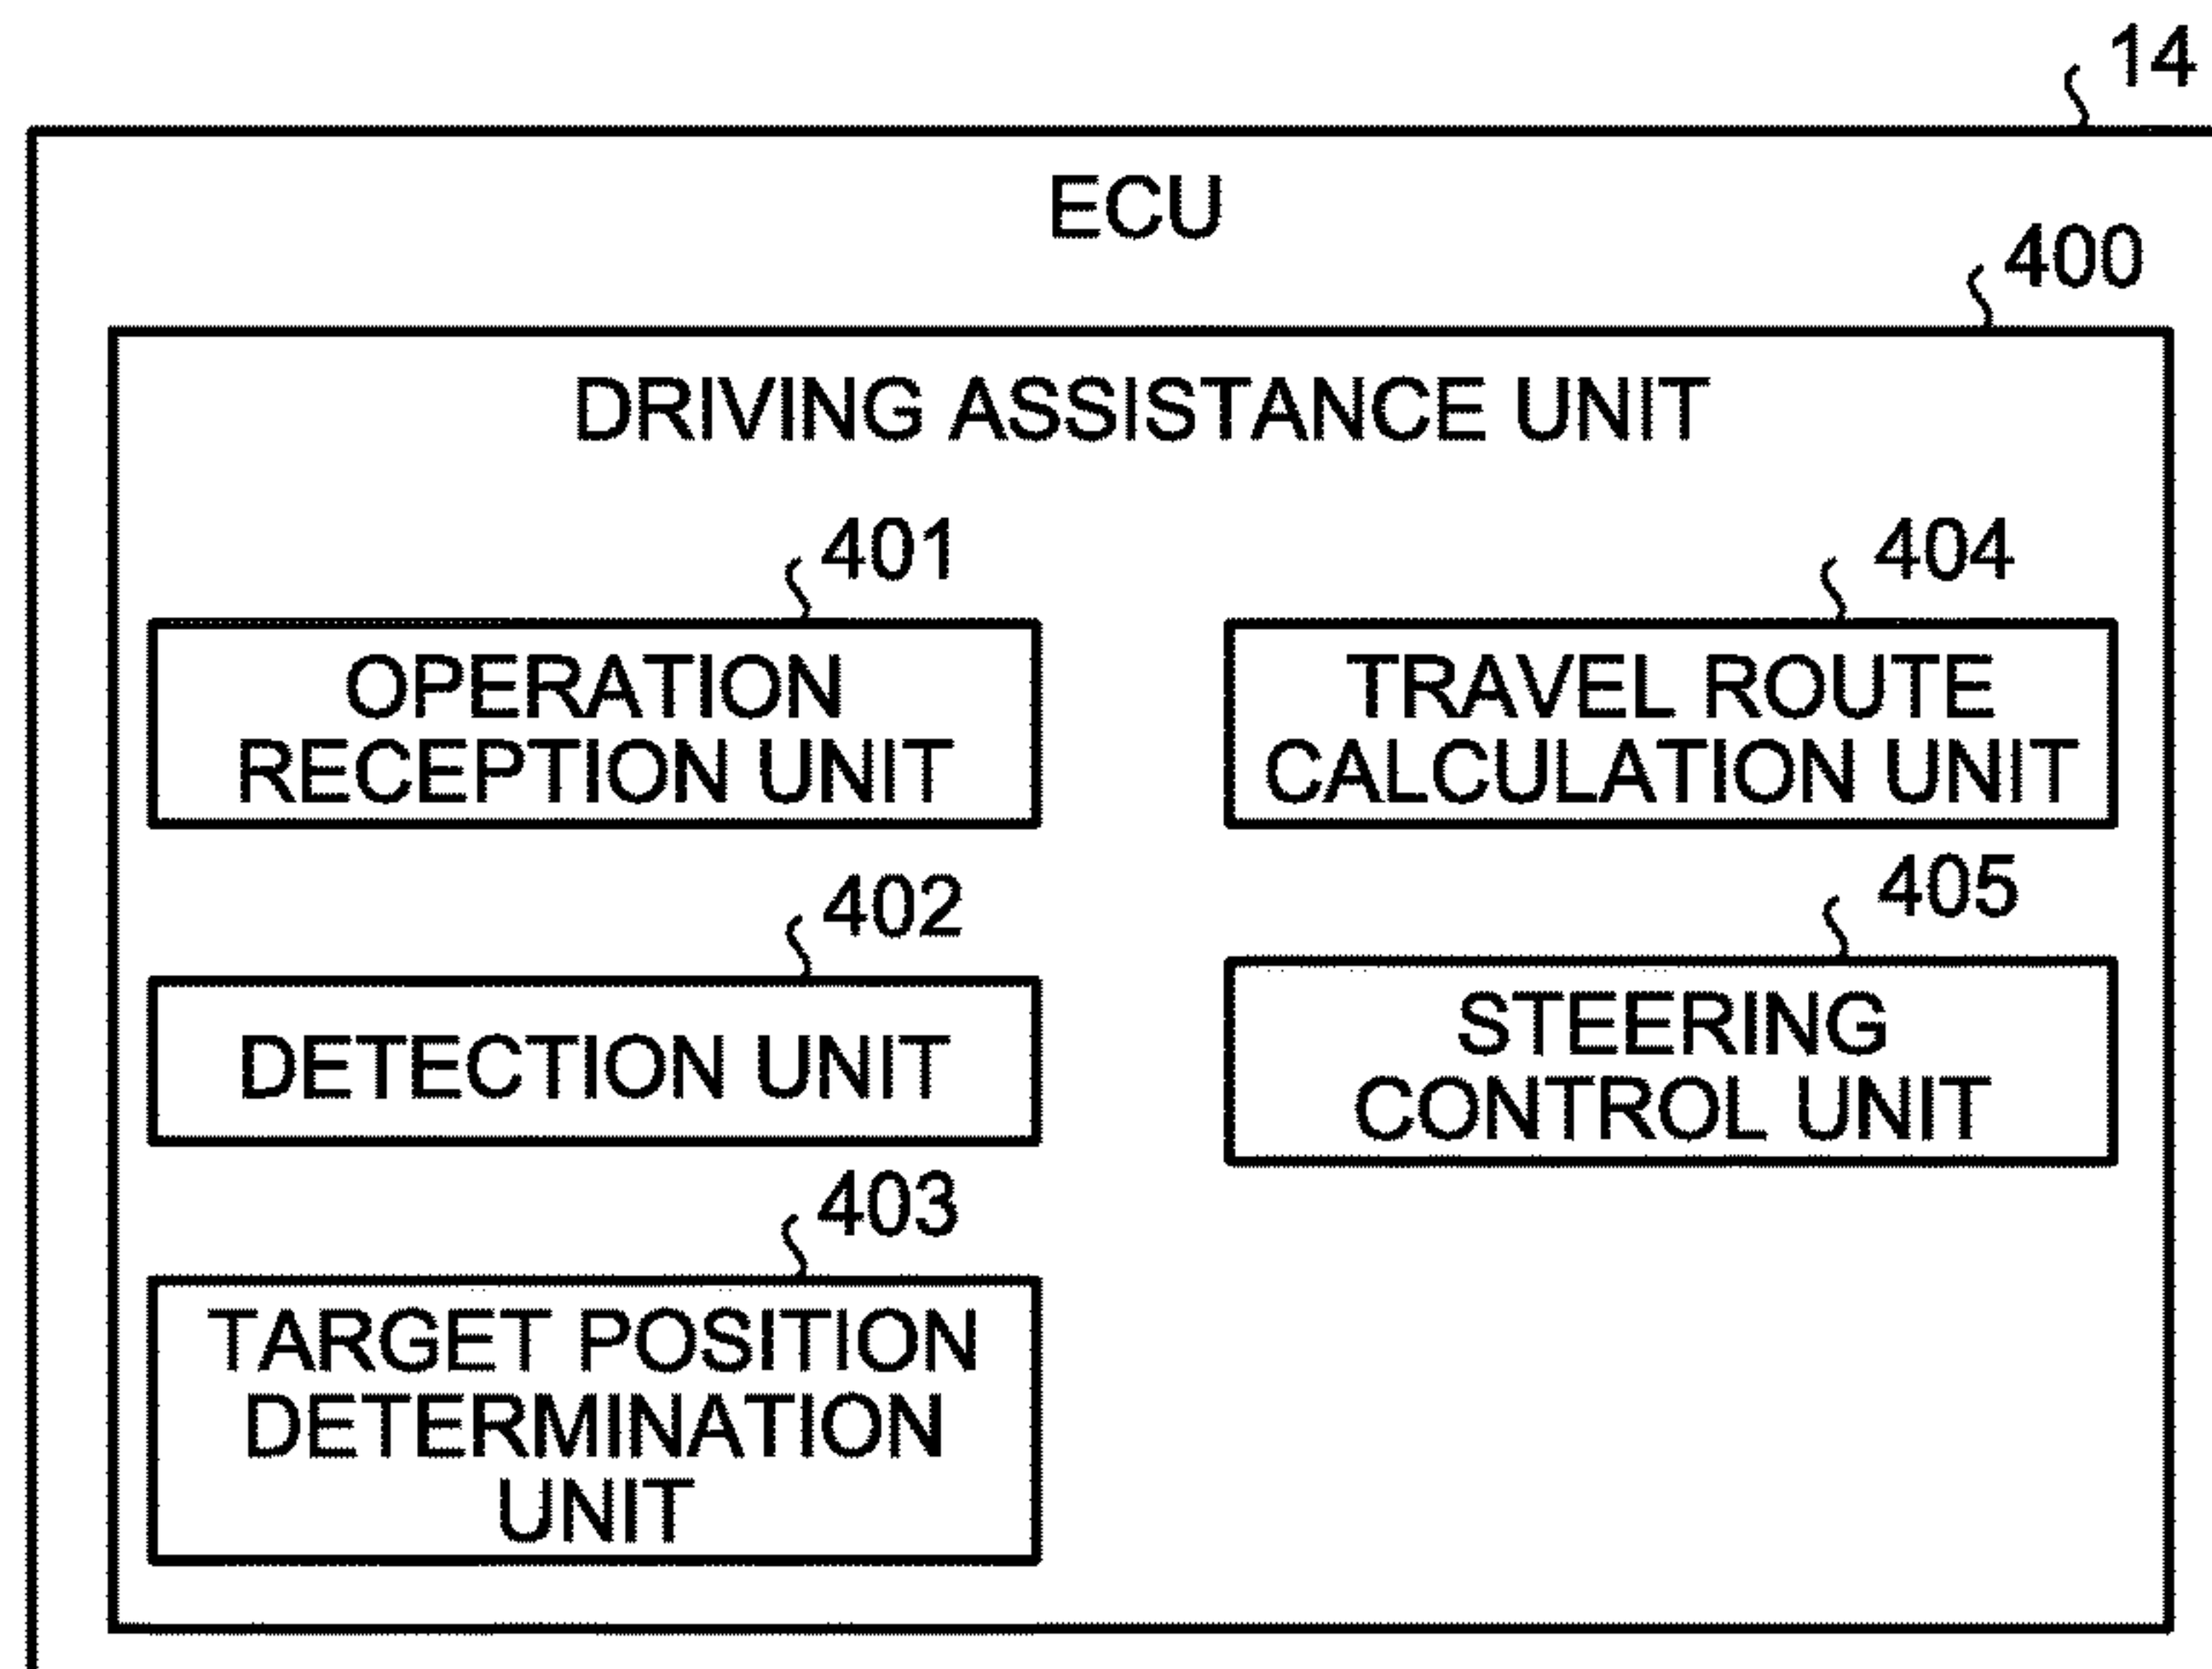 14
ECU
400
DRIVING ASSISTANCE UNIT
401
OPERATION
RECEPTION UNIT
402
DETECTION UNIT
403
TARGET POSITION
DETERMINATION
UNIT
404
TRAVEL ROUTE
CALCULATION UNIT
405
STEERING
CONTROL UNIT